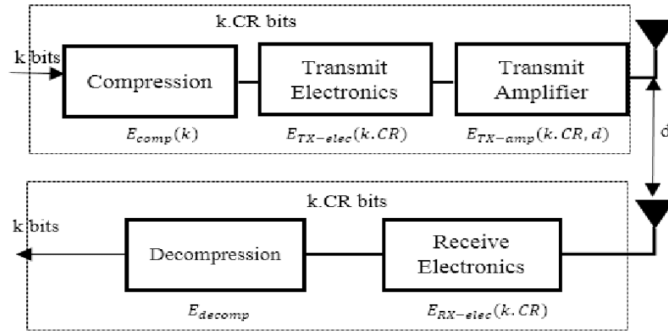 k.CR bits
k bits
Compression
Transmit
Electronics
Transmit
Amplifier
E_comp(k)
E_TX-elec(k.CR)
E_TX-amp(k.CR, d)
d
k.CR bits
k bits
Decompression
Receive
Electronics
E_decomp
E_RX-elec(k.CR)